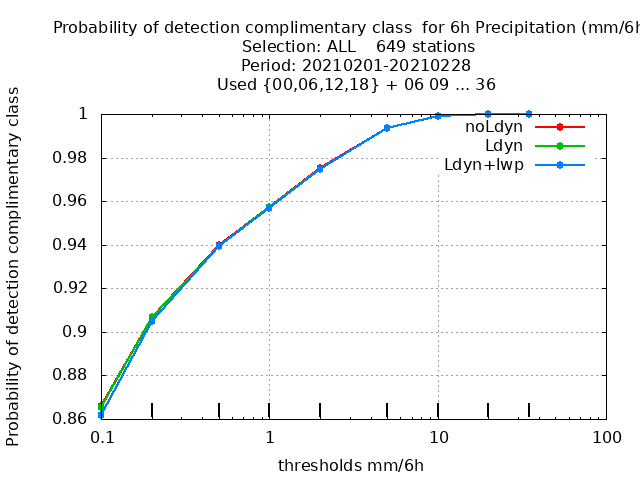 Probability of detection complimentary class  for 6h Precipitation (mm/6h
Selection: ALL    649 stations
Period: 20210201-20210228
Used {00,06,12,18} + 06 09 ... 36
Probability of detection complimentary class
1
0.98
0.96
0.94
0.92
0.9
0.88
0.86
noLdyn
Ldyn
Ldyn+lwp
0.1
1
10
100
thresholds mm/6h